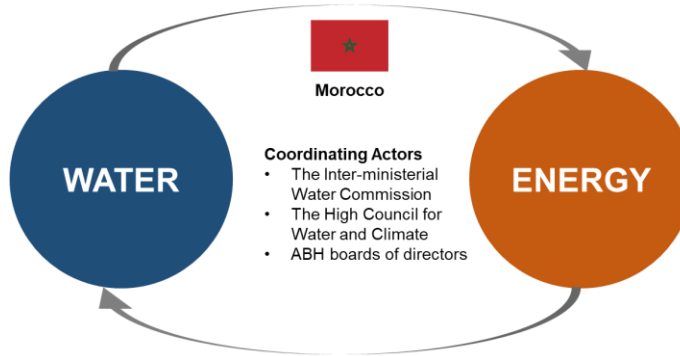 Morocco
WATER
ENERGY
Coordinating Actors
• The Inter-ministerial
Water Commission
• The High Council for
Water and Climate
• ABH boards of directors